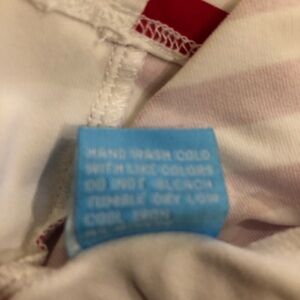 HAND WASH COLD
WITH LIKE COLORS
DO NOT BLEACH
TUMBLE DRY LOW
COOL IRON